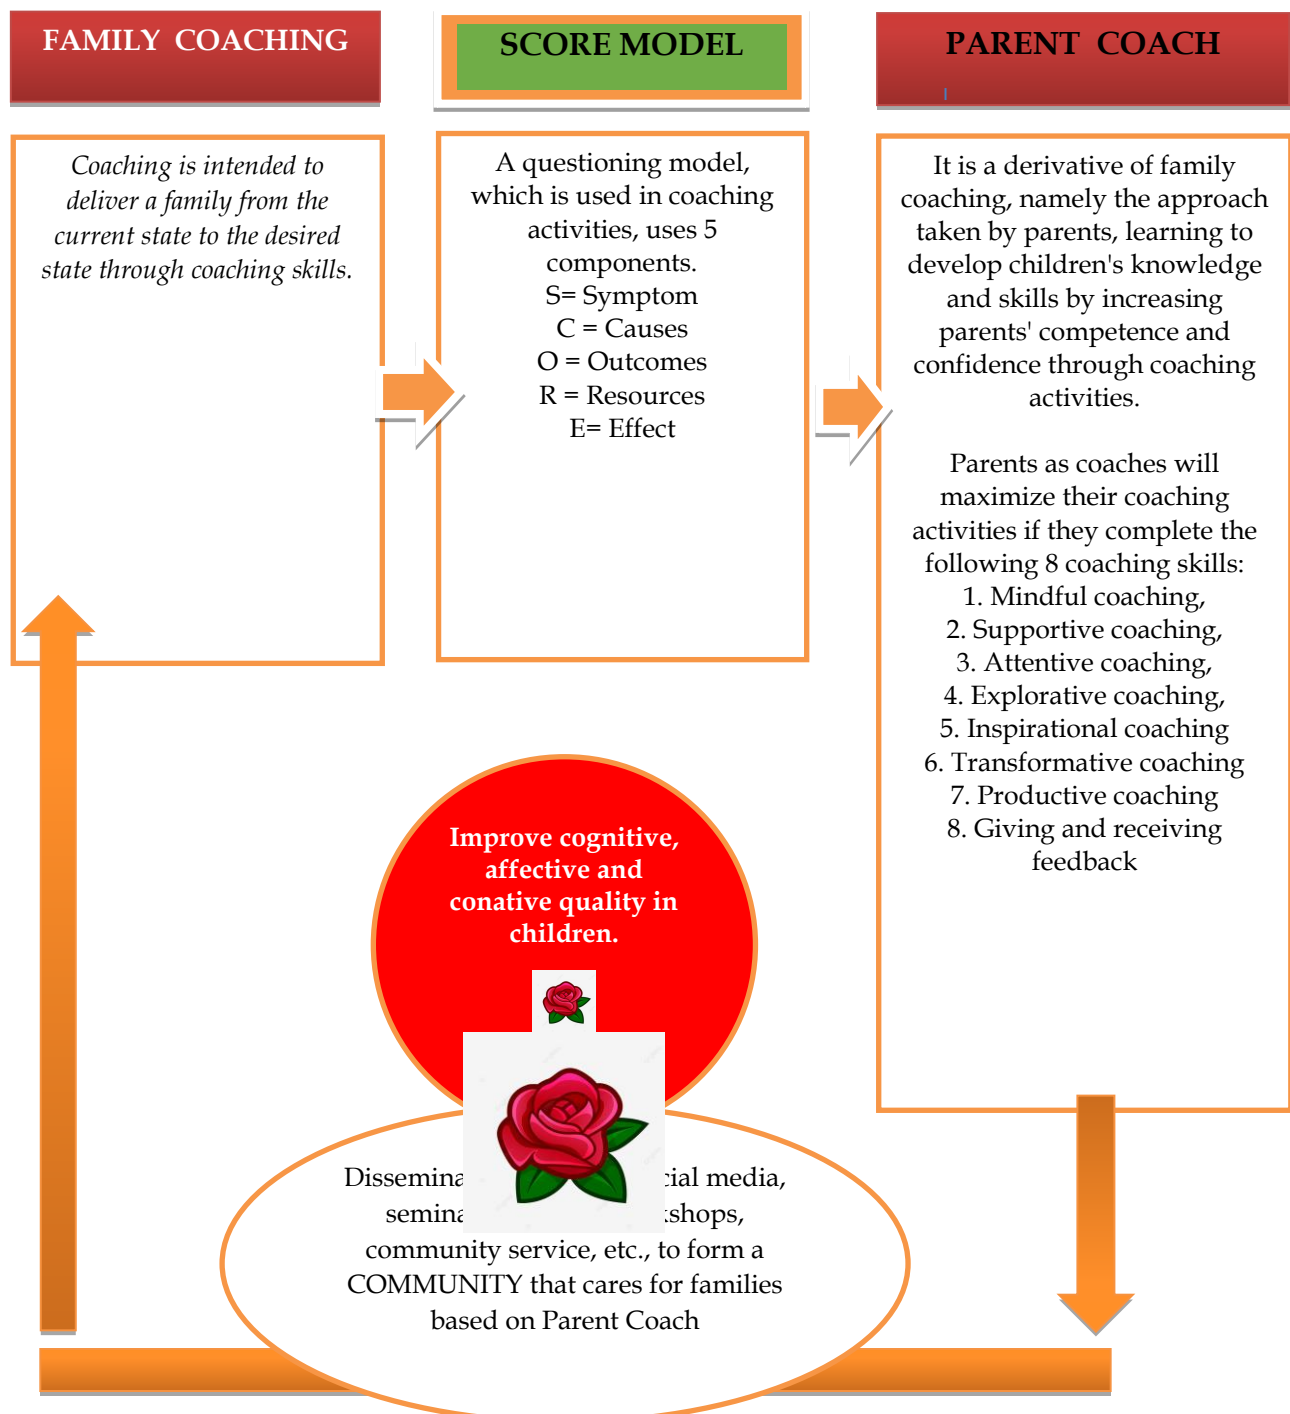 FAMILY COACHING
SCORE MODEL
PARENT COACH
Coaching is intended to
deliver a family from the
current state to the desired
state through coaching skills.
A questioning model,
which is used in coaching
activities, uses 5
components.
S= Symptom
C = Causes
O = Outcomes
R = Resources
E= Effect
It is a derivative of family
coaching, namely the approach
taken by parents, learning to
develop children's knowledge
and skills by increasing
parents' competence and
confidence through coaching
activities.
Parents as coaches will
maximize their coaching
activities if they complete the
following 8 coaching skills:
1. Mindful coaching,
2. Supportive coaching,
3. Attentive coaching,
4. Explorative coaching,
5. Inspirational coaching
6. Transformative coaching
7. Productive coaching
8. Giving and receiving
feedback
Improve cognitive,
affective and
conative quality in
children.
media,
community service, etc., to form a
COMMUNITY that cares for families
based on Parent Coach